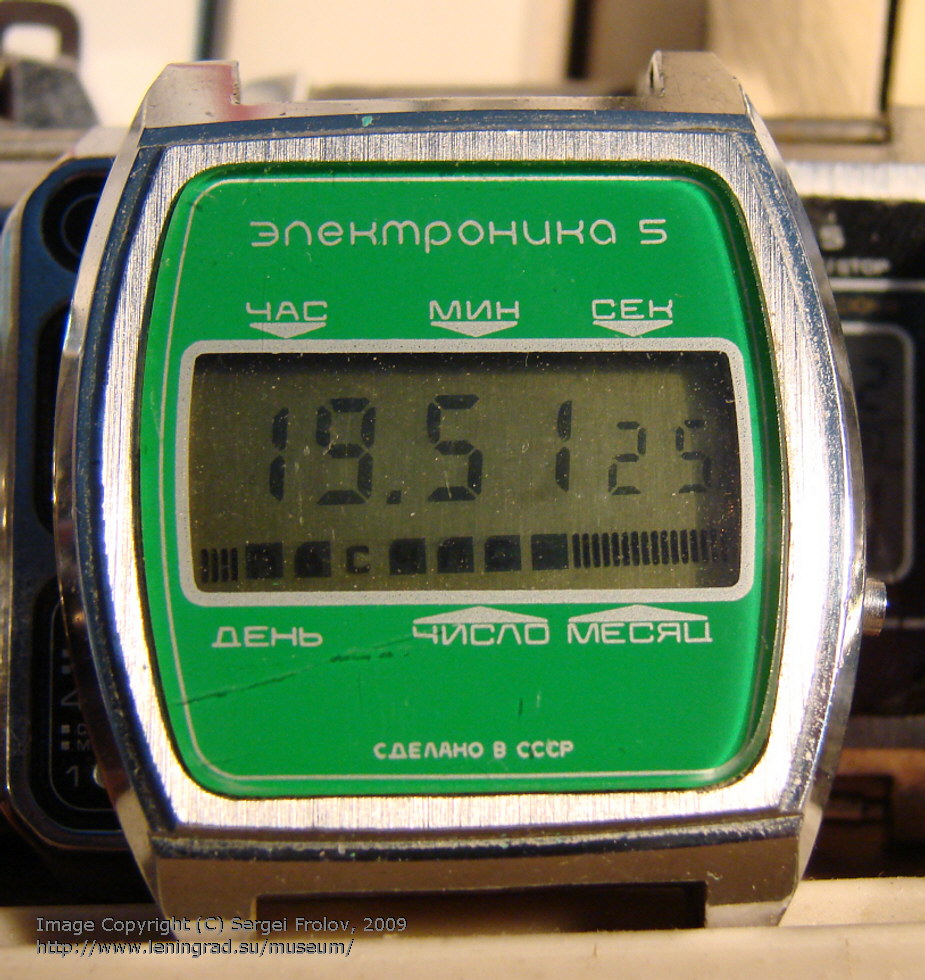 электроника 5
ЧАС МИН СЕК
19.51 25
С
ДЕНЬ ЧИСЛО МЕСЯЦ
СДЕЛАНО В СССР
Image Copyright (C) Sergei Frolov, 2009
http://www.leningrad.su/museum/